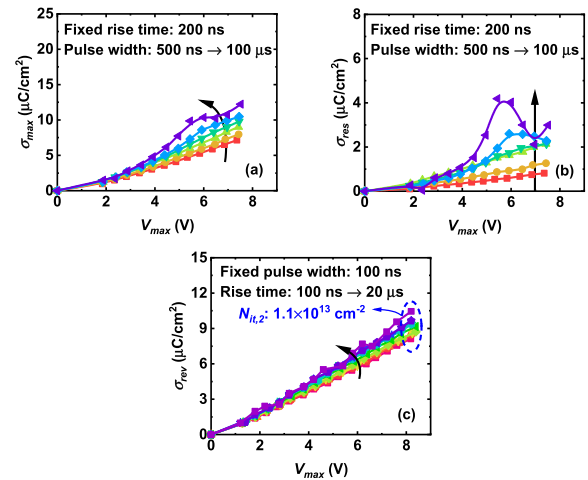 Fixed rise time: 200 ns
Pulse width: 500 ns → 100 μs
25
20
15
10
5
0
σmax (μC/cm²)
(a)
0 2 4 6 8
Vmax (V)
Fixed rise time: 200 ns
Pulse width: 500 ns → 100 μs
8
6
4
2
0
σres (μC/cm²)
(b)
0 2 4 6 8
Vmax (V)
Fixed pulse width: 100 ns
Rise time: 100 ns → 20 μs
Nit,2: 1.1×10¹³ cm⁻²
15
12
9
6
3
0
σrev (μC/cm²)
(c)
0 2 4 6 8
Vmax (V)